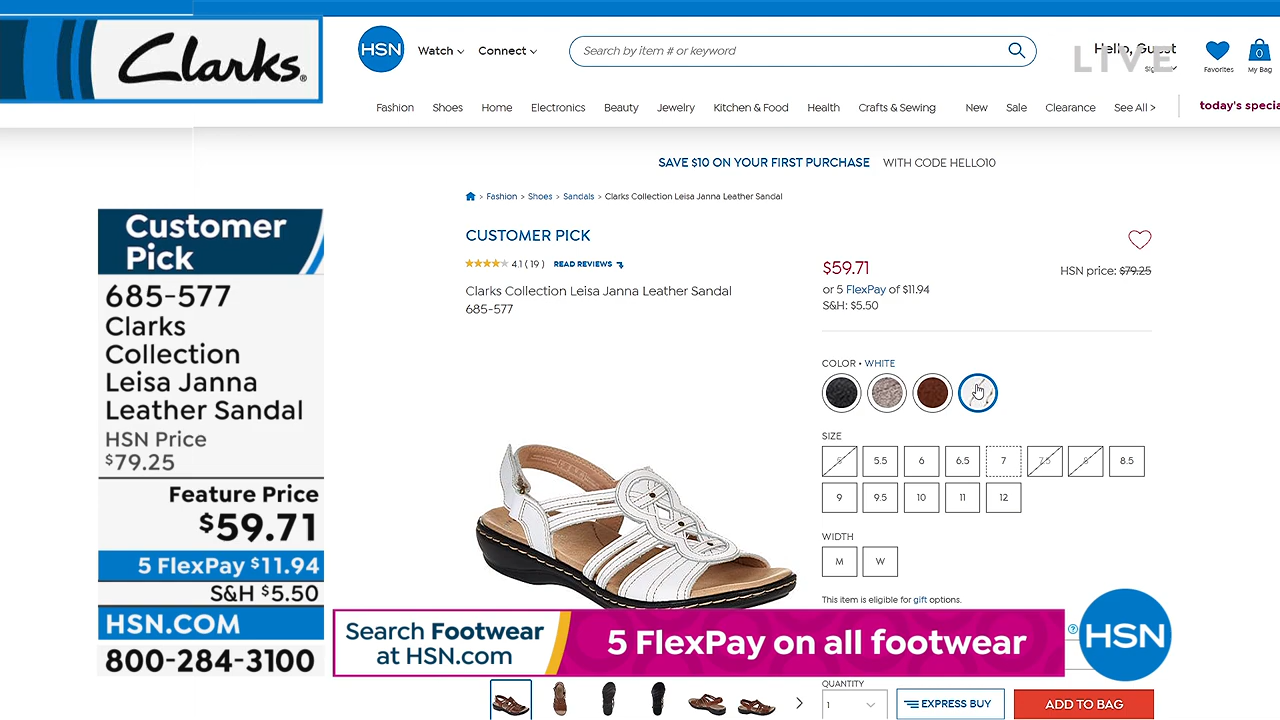 Clarks®
HSN
Watch
Connect
Search by item # or keyword
Hello, Guest
LIVE
Favorites
0
My Bag
Fashion
Shoes
Home
Electronics
Beauty
Jewelry
Kitchen & Food
Health
Crafts & Sewing
New
Sale
Clearance
See All >
today's specia
SAVE $10 ON YOUR FIRST PURCHASE WITH CODE HELLO10
> Fashion > Shoes > Sandals > Clarks Collection Leisa Janna Leather Sandal
Customer
Pick
685-577
Clarks
Collection
Leisa Janna
Leather Sandal
HSN Price
$79.25
Feature Price
$59.71
5 FlexPay $11.94
S&H $5.50
HSN.COM
800-284-3100
CUSTOMER PICK
4.1 ( 19 ) READ REVIEWS
Clarks Collection Leisa Janna Leather Sandal
685-577
$59.71
HSN price: $79.25
or 5 FlexPay of $11.94
S&H: $5.50
COLOR • WHITE
SIZE
5 5.5 6 6.5 7 7.5 8 8.5
9 9.5 10 11 12
WIDTH
M W
This item is eligible for gift options.
Search Footwear
at HSN.com
5 FlexPay on all footwear
HSN
QUANTITY
1
EXPRESS BUY
ADD TO BAG